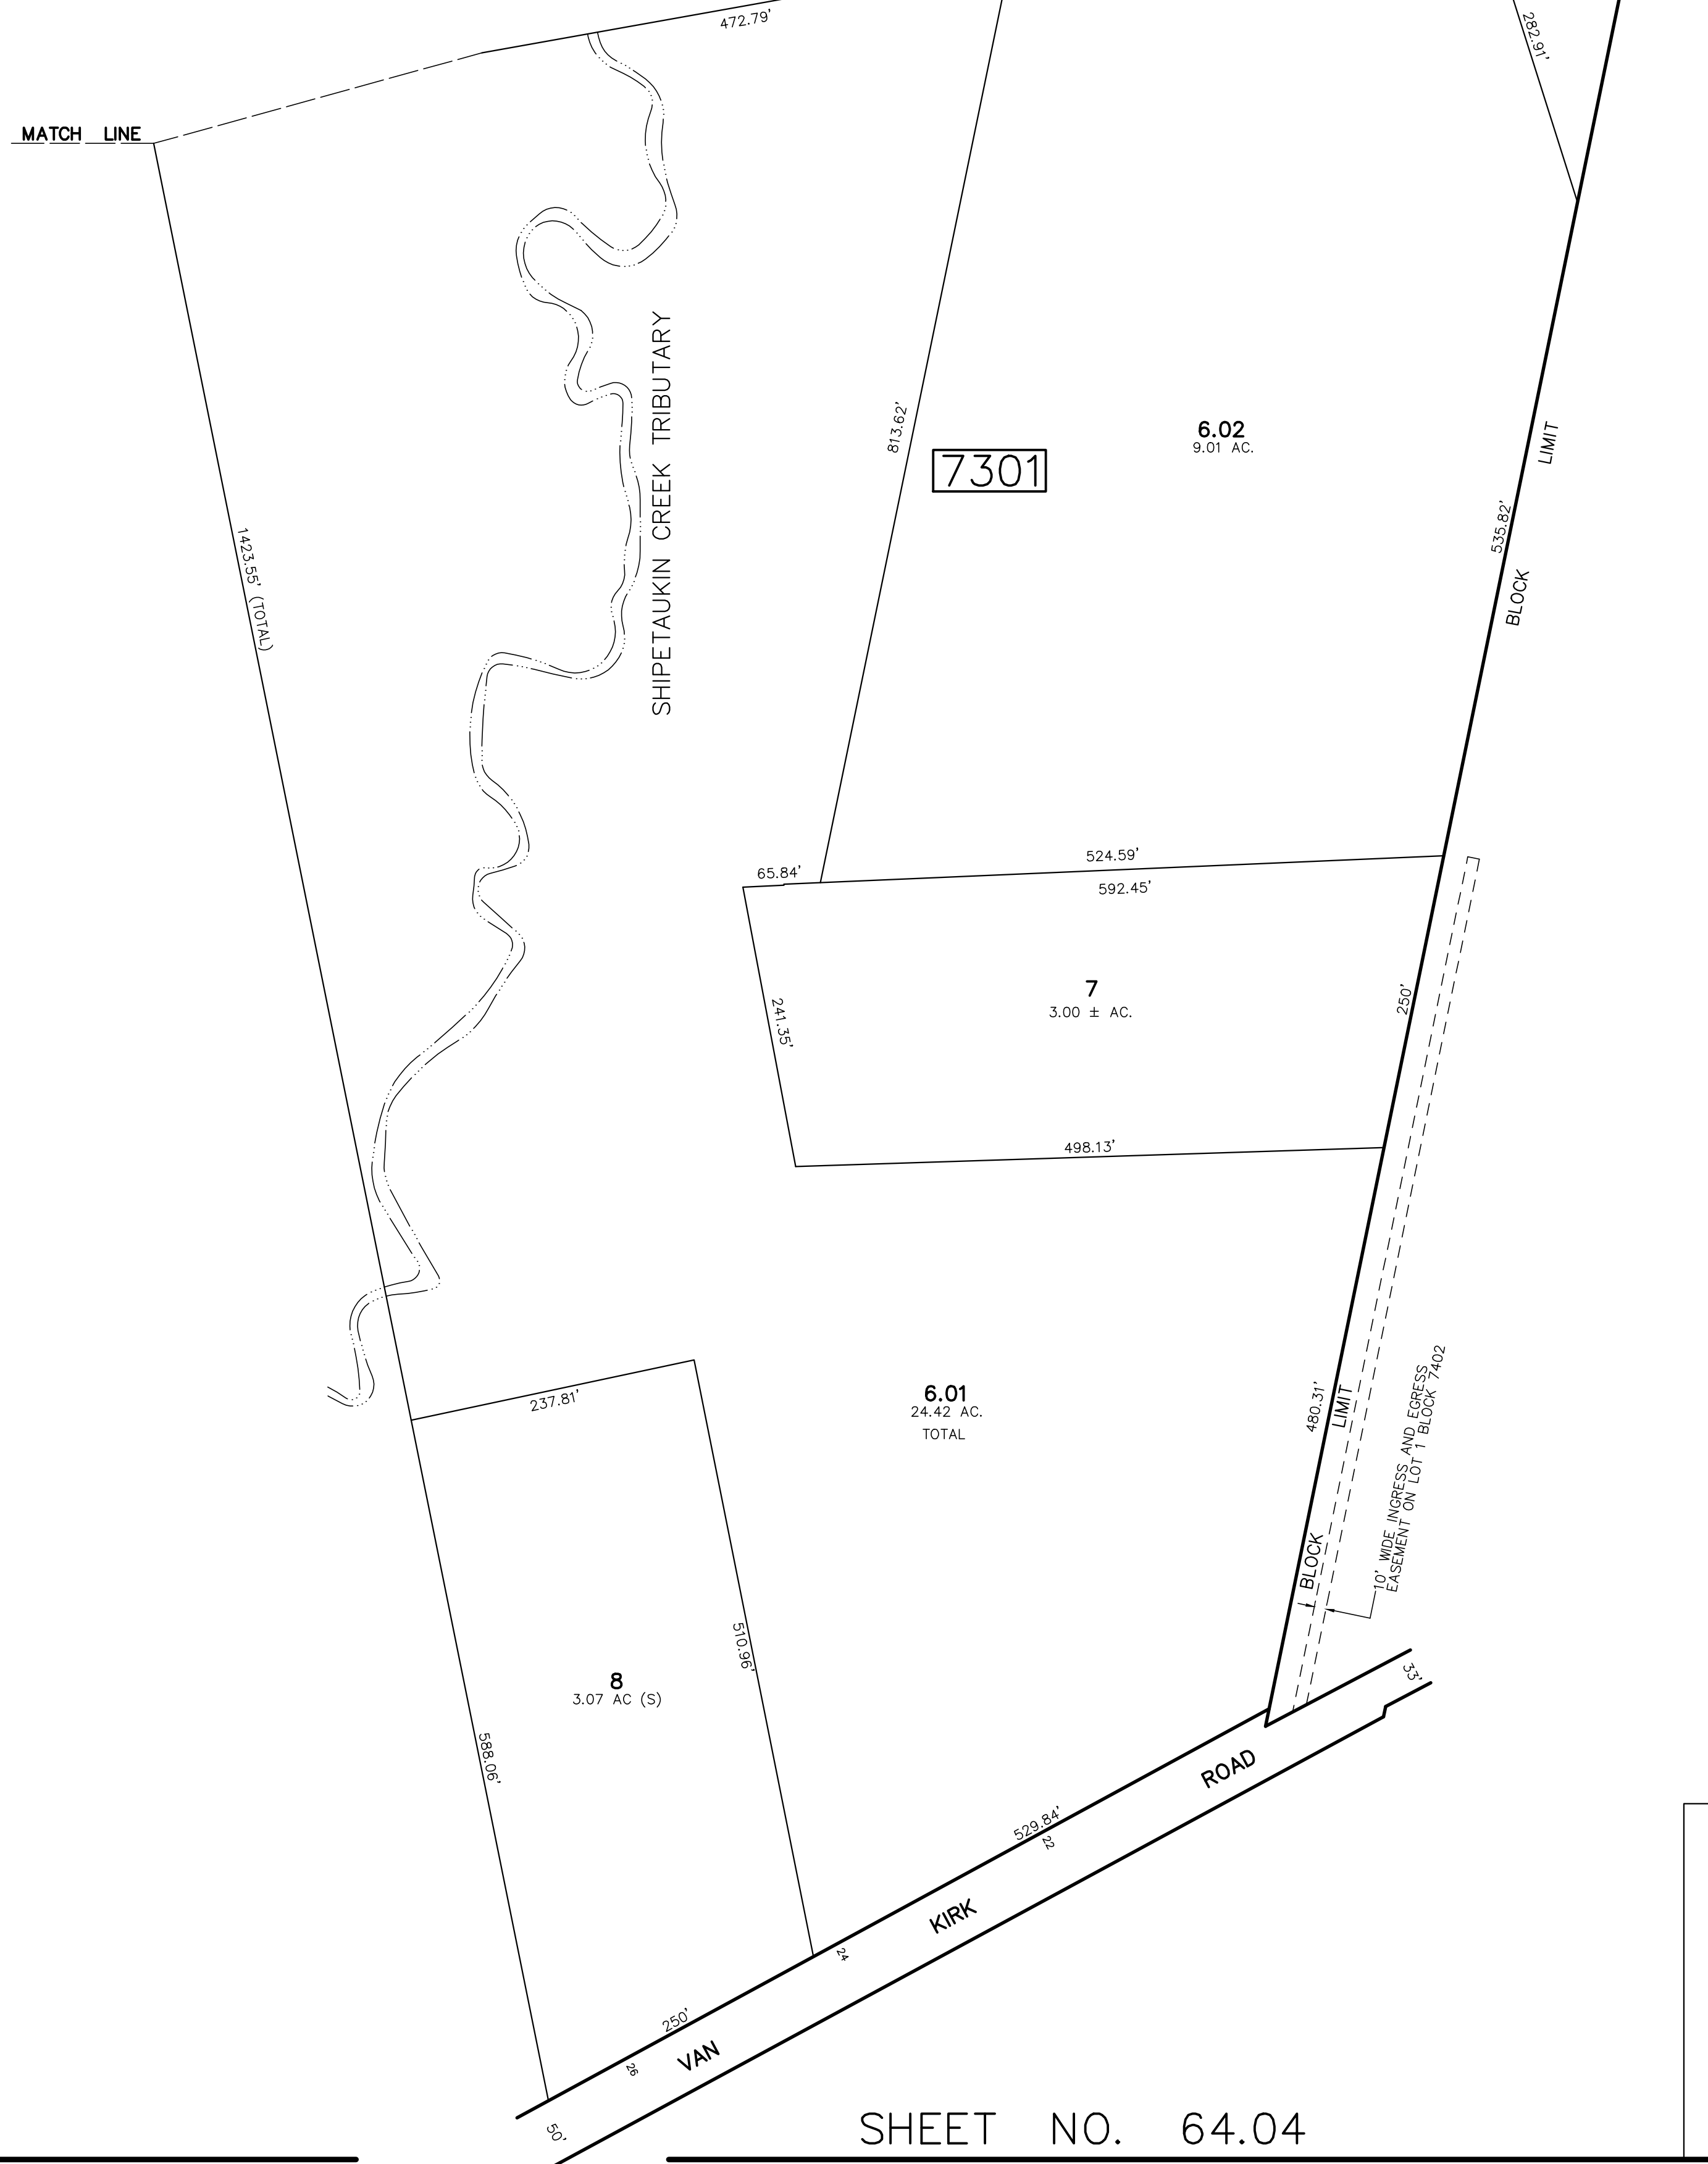 472.79'
282.91'
MATCH LINE
SHIPETAUKIN CREEK TRIBUTARY
813.62'
6.02
9.01 AC.
7301
LIMIT
535.82'
BLOCK
1423.55' (TOTAL)
524.59'
65.84'
592.45'
7
3.00 ± AC.
250'
241.35'
498.13'
237.81'
6.01
24.42 AC.
TOTAL
480.31'
LIMIT
BLOCK
10' WIDE INGRESS AND EGRESS
EASEMENT ON LOT 1 BLOCK 7402
510.96'
8
3.07 AC (S)
588.06'
33'
529.84'
22
24
250'
26
50'
VAN KIRK ROAD
SHEET NO. 64.04